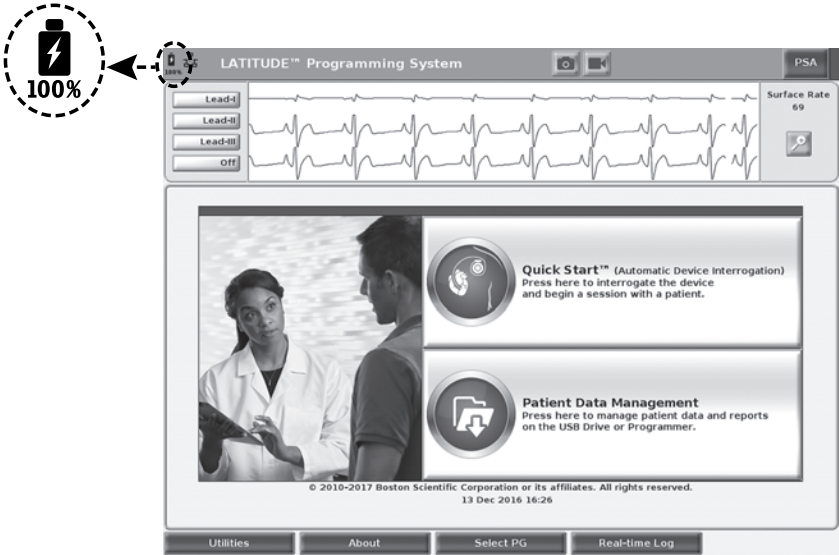 100%
100%
LATITUDE™ Programming System
PSA
Lead-I
Lead-II
Lead-III
Off
Surface Rate
69
Quick Start™ (Automatic Device Interrogation)
Press here to interrogate the device
and begin a session with a patient.
Patient Data Management
Press here to manage patient data and reports
on the USB Drive or Programmer.
© 2010-2017 Boston Scientific Corporation or its affiliates. All rights reserved.
13 Dec 2016 16:26
Utilities
About
Select PG
Real-time Log